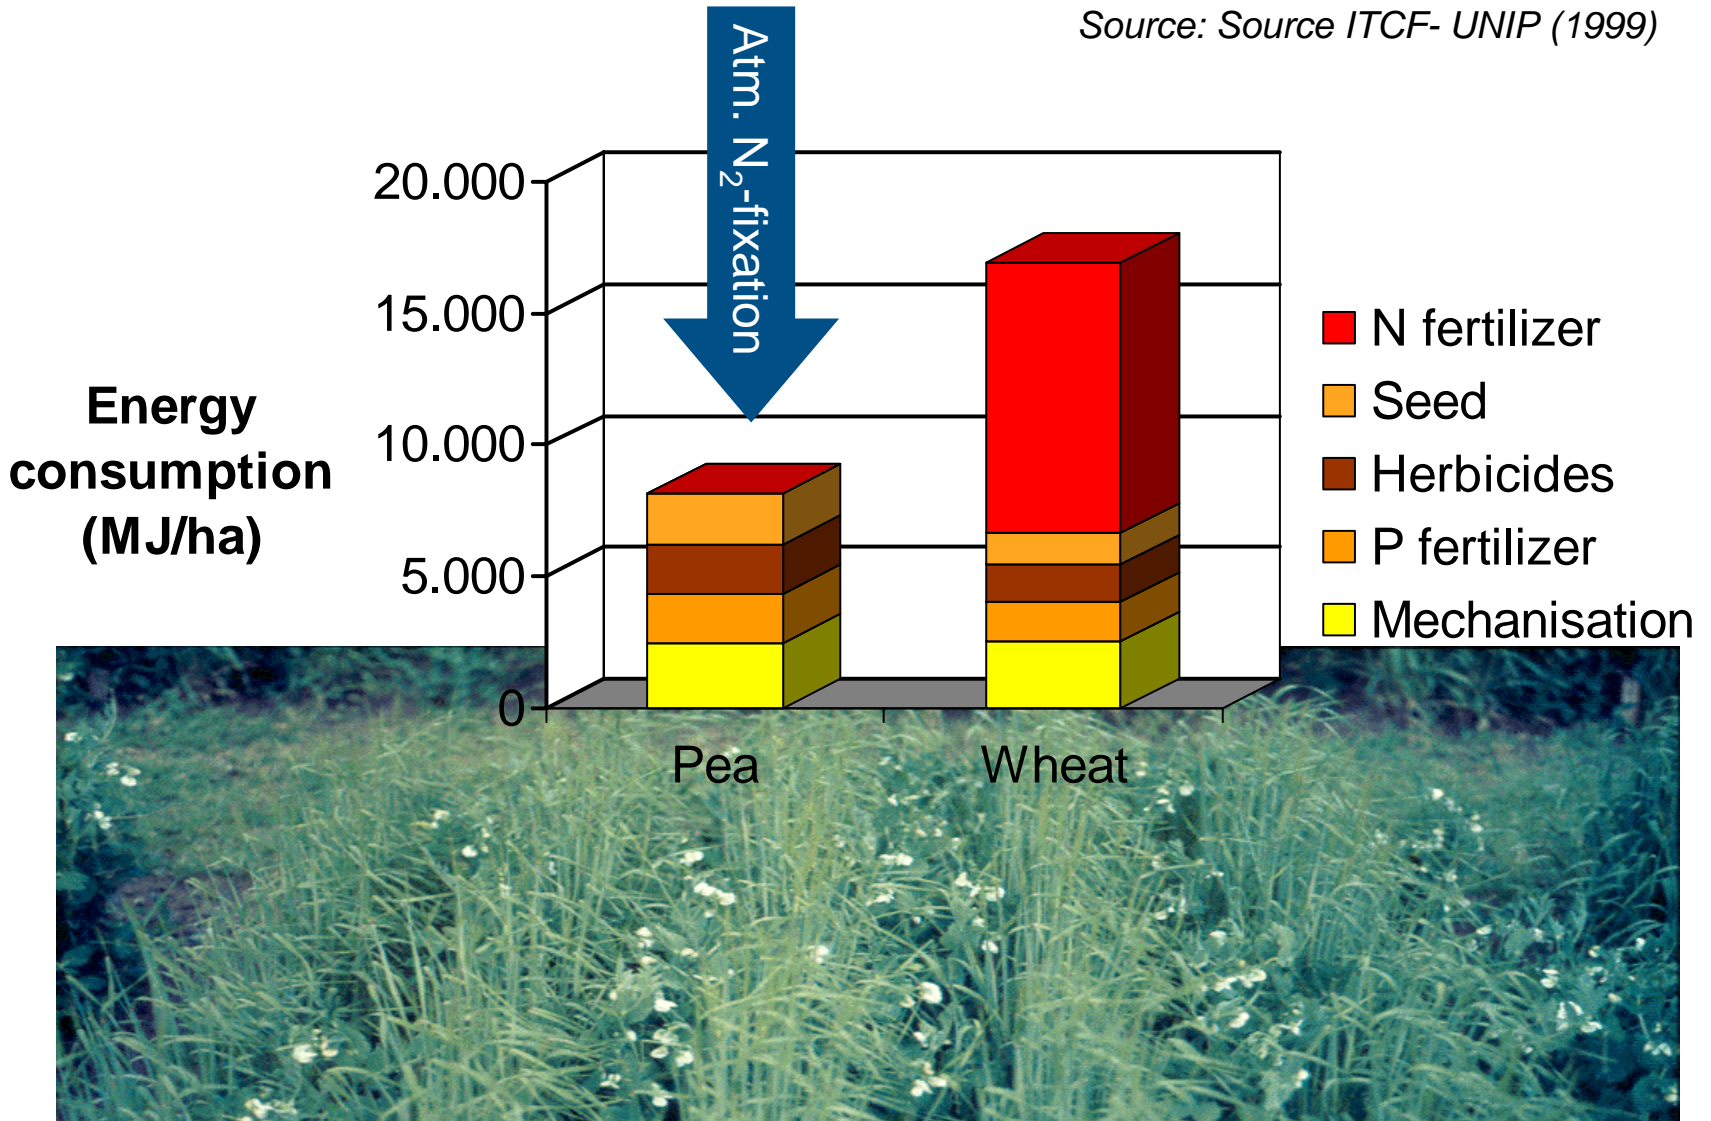 Source: Source ITCF- UNIP (1999)
Atm. N₂-fixation
20.000
15.000
10.000
5.000
0
Energy
consumption
(MJ/ha)
N fertilizer
Seed
Herbicides
P fertilizer
Mechanisation
Pea
Wheat